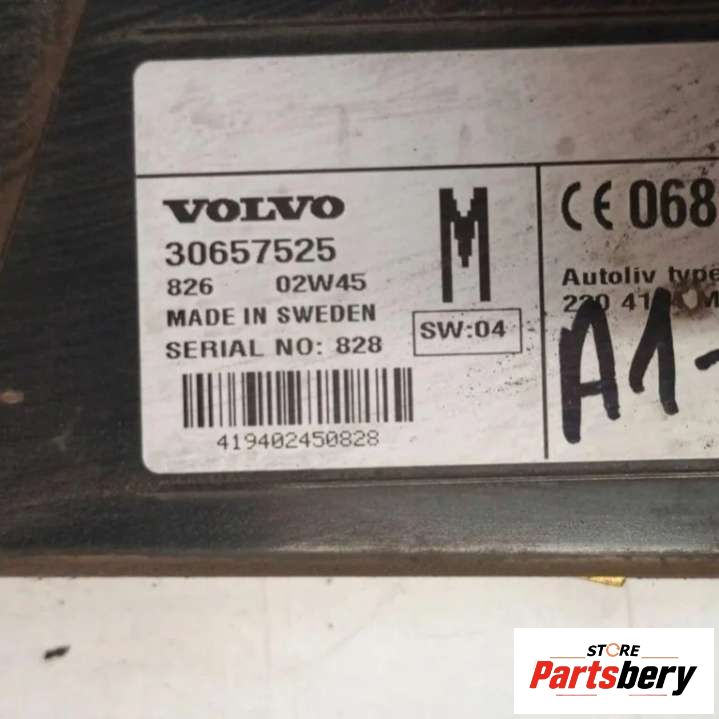 VOLVO
30657525
826 02W45
MADE IN SWEDEN
SERIAL NO: 828
419402450828
M
SW:04
CE 068
Autoliv type
A1-
STORE
Partsbery